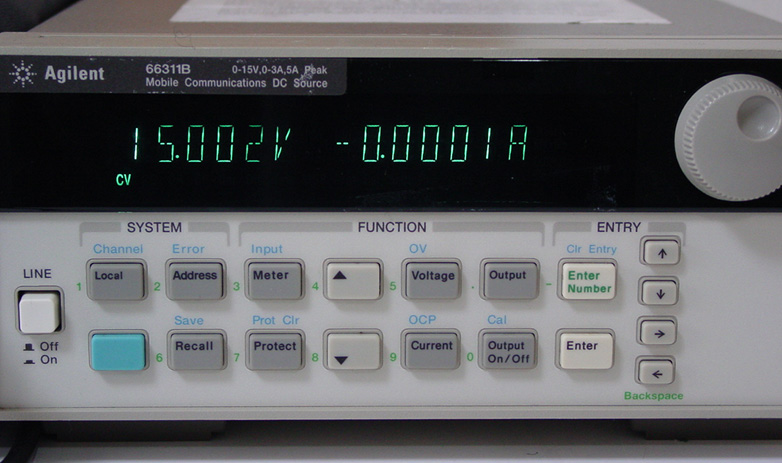 Agilent 66311B 0-15V,0-3A,5A Peak
Mobile Communications DC Source
15.002V -0.0001A
CV
SYSTEM FUNCTION ENTRY
Channel Error Input OV Clr Entry
LINE
1 Local 2 Address 3 Meter 4 ▲ 5 Voltage . Output - Enter Number ↑
↓
Save Prot Clr OCP Cal
Off
On
6 Recall 7 Protect 8 ▼ 9 Current 0 Output On/Off Enter →
←
Backspace